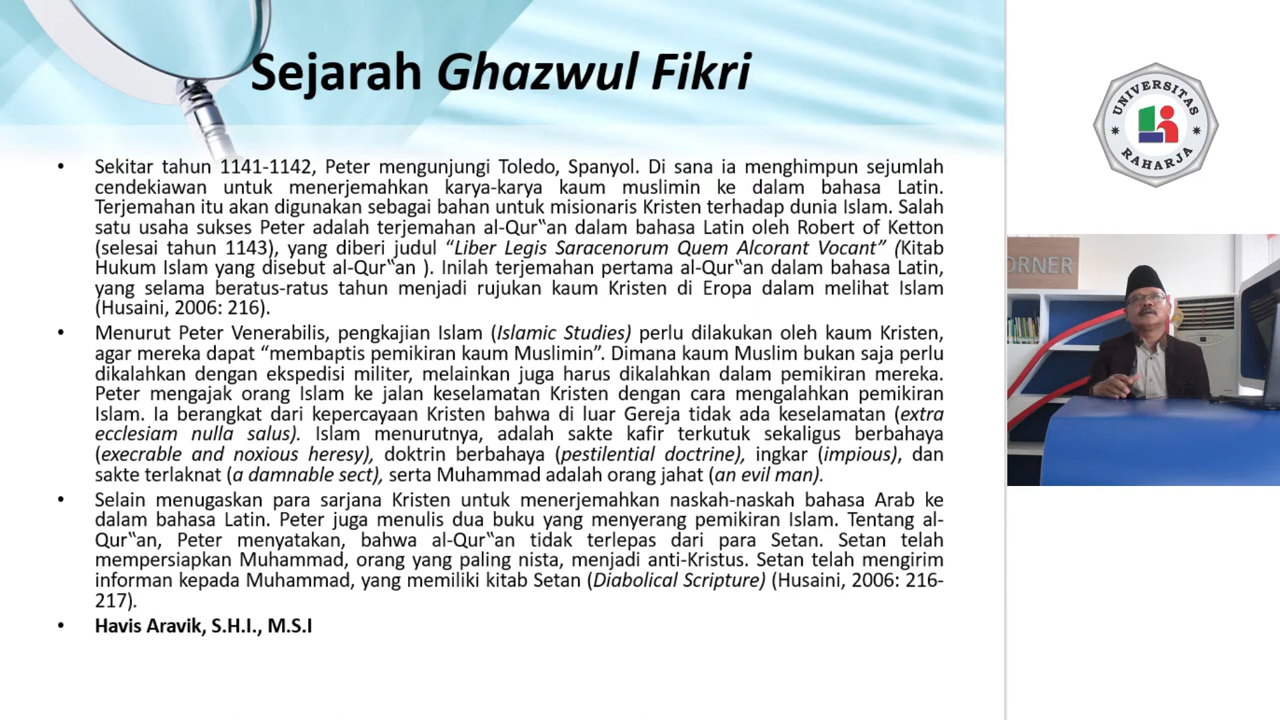 Sejarah Ghazwul Fikri
• Sekitar tahun 1141-1142, Peter mengunjungi Toledo, Spanyol. Di sana ia menghimpun sejumlah
cendekiawan untuk menerjemahkan karya-karya kaum muslimin ke dalam bahasa Latin.
Terjemahan itu akan digunakan sebagai bahan untuk misionaris Kristen terhadap dunia Islam. Salah
satu usaha sukses Peter adalah terjemahan al-Qur‟an dalam bahasa Latin oleh Robert of Ketton
(selesai tahun 1143), yang diberi judul “Liber Legis Saracenorum Quem Alcorant Vocant” (Kitab
Hukum Islam yang disebut al-Qur‟an ). Inilah terjemahan pertama al-Qur‟an dalam bahasa Latin,
yang selama beratus-ratus tahun menjadi rujukan kaum Kristen di Eropa dalam melihat Islam
(Husaini, 2006: 216).
• Menurut Peter Venerabilis, pengkajian Islam (Islamic Studies) perlu dilakukan oleh kaum Kristen,
agar mereka dapat “membaptis pemikiran kaum Muslimin”. Dimana kaum Muslim bukan saja perlu
dikalahkan dengan ekspedisi militer, melainkan juga harus dikalahkan dalam pemikiran mereka.
Peter mengajak orang Islam ke jalan keselamatan Kristen dengan cara mengalahkan pemikiran
Islam. Ia berangkat dari kepercayaan Kristen bahwa di luar Gereja tidak ada keselamatan (extra
ecclesiam nulla salus). Islam menurutnya, adalah sakte kafir terkutuk sekaligus berbahaya
(execrable and noxious heresy), doktrin berbahaya (pestilential doctrine), ingkar (impious), dan
sakte terlaknat (a damnable sect), serta Muhammad adalah orang jahat (an evil man).
• Selain menugaskan para sarjana Kristen untuk menerjemahkan naskah-naskah bahasa Arab ke
dalam bahasa Latin. Peter juga menulis dua buku yang menyerang pemikiran Islam. Tentang al-
Qur‟an, Peter menyatakan, bahwa al-Qur‟an tidak terlepas dari para Setan. Setan telah
mempersiapkan Muhammad, orang yang paling nista, menjadi anti-Kristus. Setan telah mengirim
informan kepada Muhammad, yang memiliki kitab Setan (Diabolical Scripture) (Husaini, 2006: 216-
217).
• Havis Aravik, S.H.I., M.S.I
UNIVERSITAS
RAHARJA
ORNER